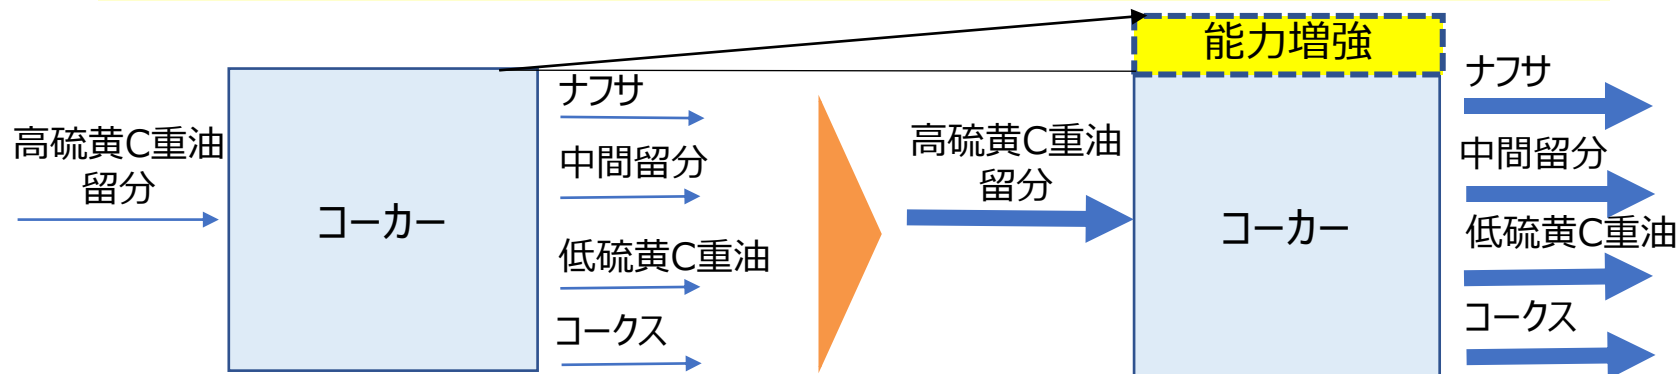 高硫黄C重油
留分
コーカー
ナフサ
中間留分
低硫黄C重油
コークス
高硫黄C重油
留分
能力増強
コーカー
ナフサ
中間留分
低硫黄C重油
コークス